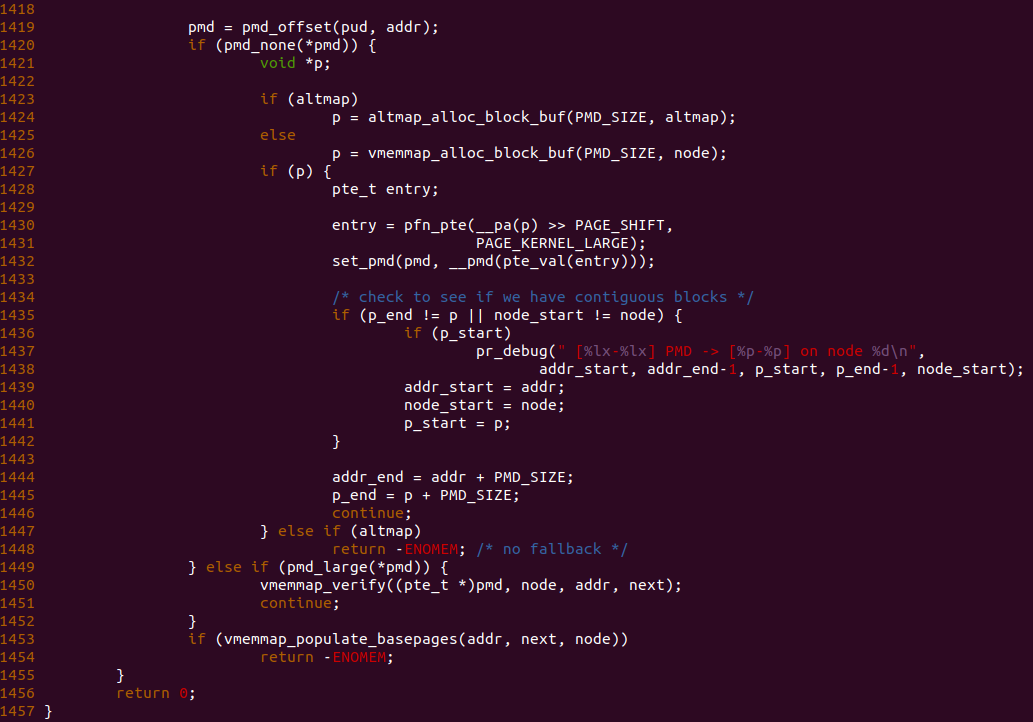 1418
1419                 pmd = pmd_offset(pud, addr);
1420                 if (pmd_none(*pmd)) {
1421                         void *p;
1422
1423                         if (altmap)
1424                                 p = altmap_alloc_block_buf(PMD_SIZE, altmap);
1425                         else
1426                                 p = vmemmap_alloc_block_buf(PMD_SIZE, node);
1427                         if (p) {
1428                                 pte_t entry;
1429
1430                                 entry = pfn_pte(__pa(p) >> PAGE_SHIFT,
1431                                                 PAGE_KERNEL_LARGE);
1432                                 set_pmd(pmd, __pmd(pte_val(entry)));
1433
1434                                 /* check to see if we have contiguous blocks */
1435                                 if (p_end != p || node_start != node) {
1436                                         if (p_start)
1437                                                 pr_debug(" [%lx-%lx] PMD -> [%p-%p] on node %d\n",
1438                                                        addr_start, addr_end-1, p_start, p_end-1, node_start);
1439                                         addr_start = addr;
1440                                         node_start = node;
1441                                         p_start = p;
1442                                 }
1443
1444                                 addr_end = addr + PMD_SIZE;
1445                                 p_end = p + PMD_SIZE;
1446                                 continue;
1447                         } else if (altmap)
1448                                 return -ENOMEM; /* no fallback */
1449                 } else if (pmd_large(*pmd)) {
1450                         vmemmap_verify((pte_t *)pmd, node, addr, next);
1451                         continue;
1452                 }
1453                 if (vmemmap_populate_basepages(addr, next, node))
1454                         return -ENOMEM;
1455         }
1456         return 0;
1457 }